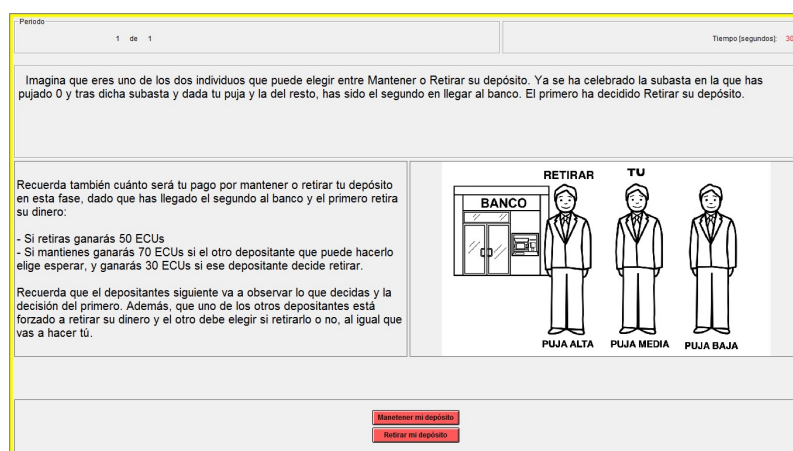 Periodo
1 de 1
Tiempo [segundos]: 30
Imagina que eres uno de los dos individuos que puede elegir entre Mantener o Retirar su depósito. Ya se ha celebrado la subasta en la que has
pujado 0 y tras dicha subasta y dada tu puja y la del resto, has sido el segundo en llegar al banco. El primero ha decidido Retirar su depósito.
Recuerda también cuánto será tu pago por mantener o retirar tu depósito
en esta fase, dado que has llegado el segundo al banco y el primero retira
su dinero:
- Si retiras ganarás 50 ECUs
- Si mantienes ganarás 70 ECUs si el otro depositante que puede hacerlo
elige esperar, y ganarás 30 ECUs si ese depositante decide retirar.
Recuerda que el depositantes siguiente va a observar lo que decidas y la
decisión del primero. Además, que uno de los otros depositantes está
forzado a retirar su dinero y el otro debe elegir si retirarlo o no, al igual que
vas a hacer tú.
RETIRAR TU
BANCO
PUJA ALTA PUJA MEDIA PUJA BAJA
Manetener mi depósito
Retirar mi depósito